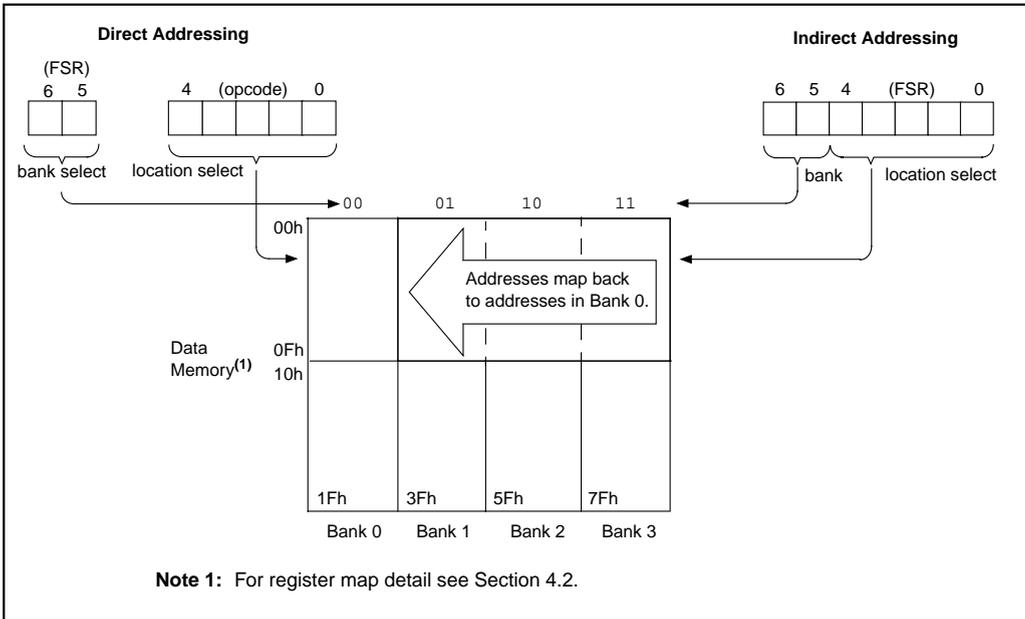 Direct Addressing
(FSR)
6 5
4 (opcode) 0
bank select
location select
Indirect Addressing
6 5 4 (FSR) 0
bank
location select
00 01 10 11
00h
Addresses map back
to addresses in Bank 0.
Data
Memory(1)
0Fh
10h
1Fh 3Fh 5Fh 7Fh
Bank 0 Bank 1 Bank 2 Bank 3
Note 1: For register map detail see Section 4.2.